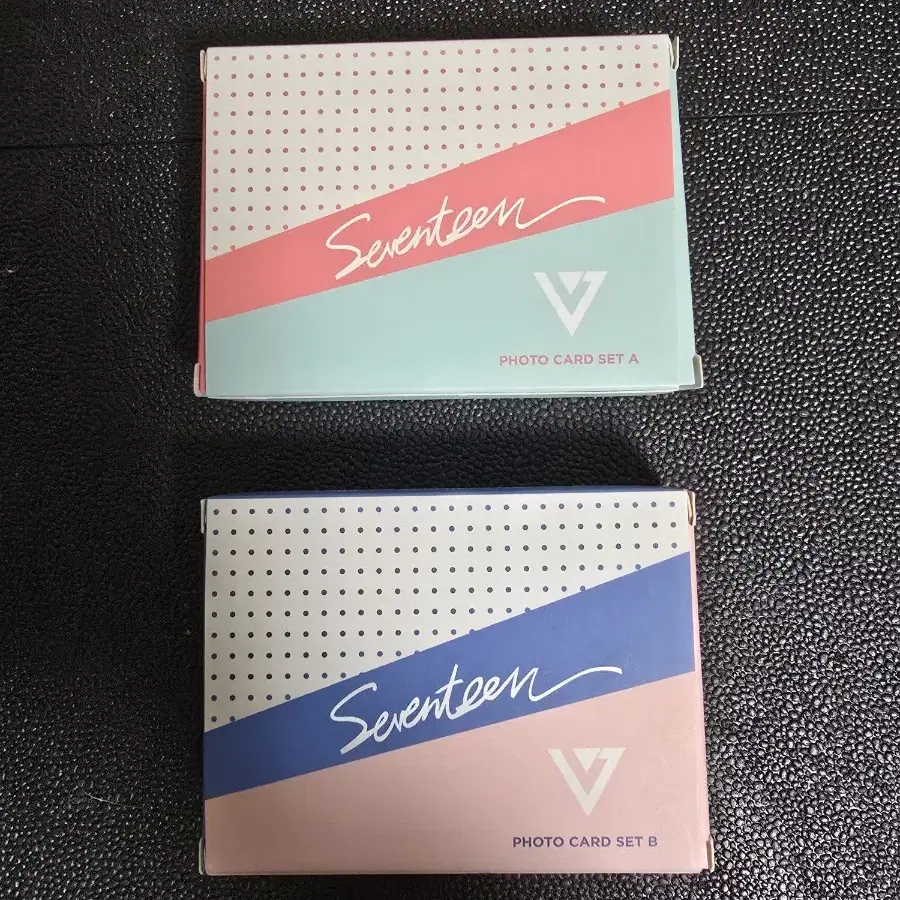 Seventeen
PHOTO CARD SET A
Seventeen
PHOTO CARD SET B